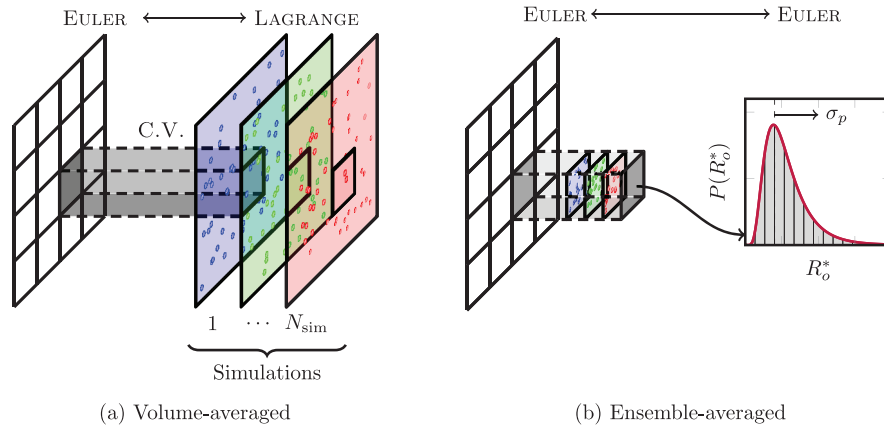 EULER LAGRANGE
C.V.
1 ··· N_sim
Simulations
(a) Volume-averaged
EULER EULER
σ_p
P(R_o^*)
R_o^*
(b) Ensemble-averaged